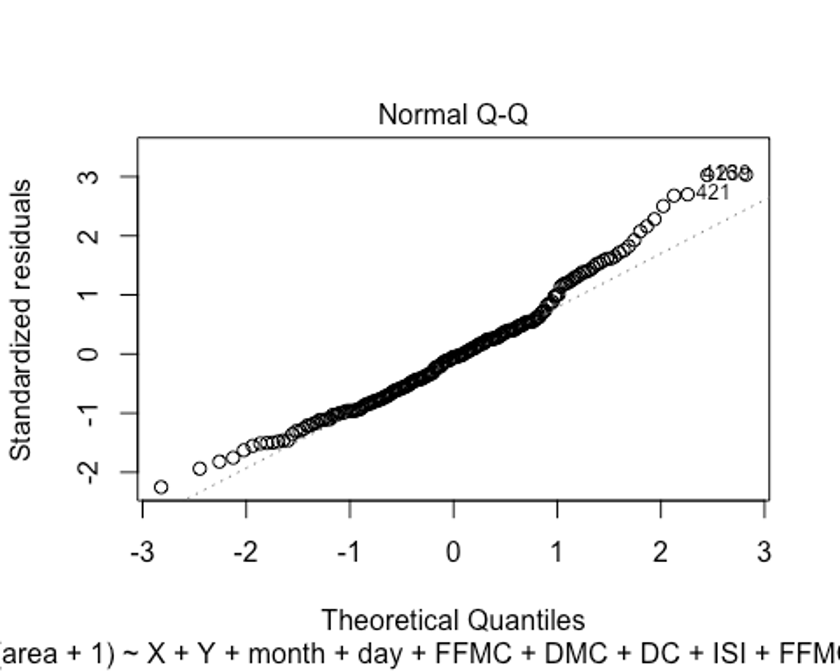 Normal Q-Q
Standardized residuals
3
2
1
0
-1
-2
421
-3 -2 -1 0 1 2 3
Theoretical Quantiles
(area + 1) ~ X + Y + month + day + FFMC + DMC + DC + ISI + FFM